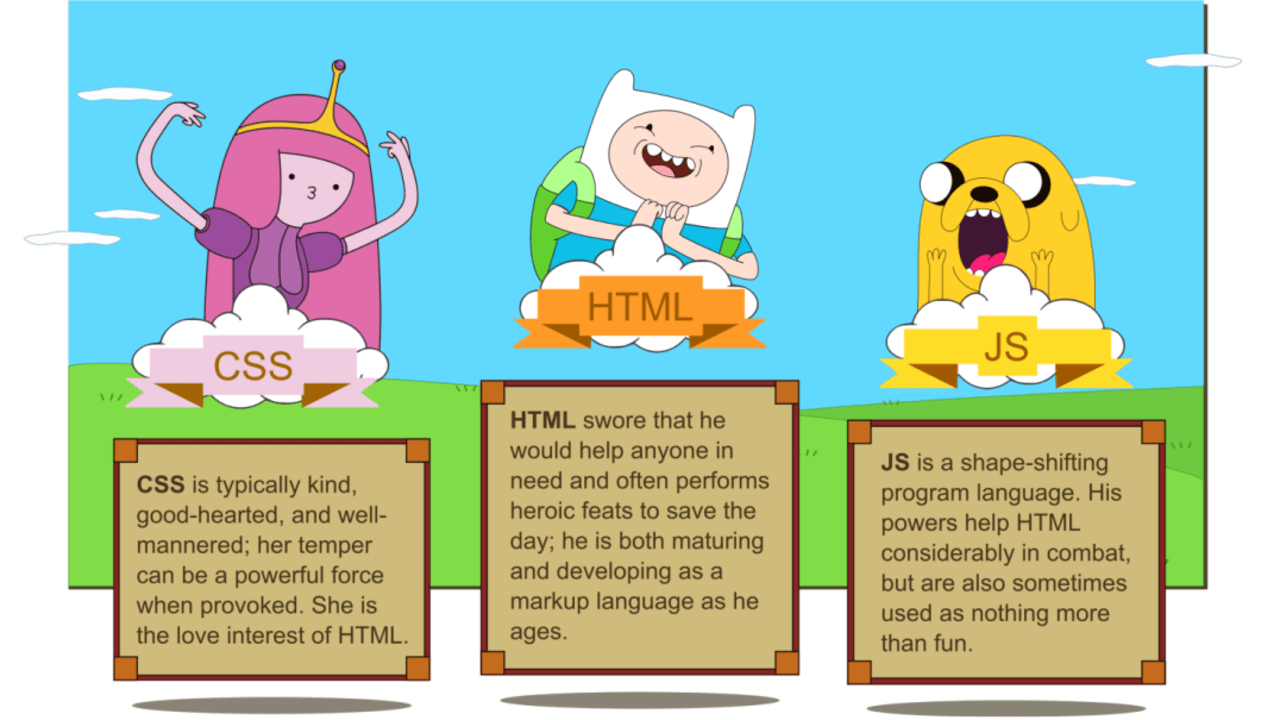 CSS
CSS is typically kind,
good-hearted, and well-
mannered; her temper
can be a powerful force
when provoked. She is
the love interest of HTML.
HTML
HTML swore that he
would help anyone in
need and often performs
heroic feats to save the
day; he is both maturing
and developing as a
markup language as he
ages.
JS
JS is a shape-shifting
program language. His
powers help HTML
considerably in combat,
but are also sometimes
used as nothing more
than fun.